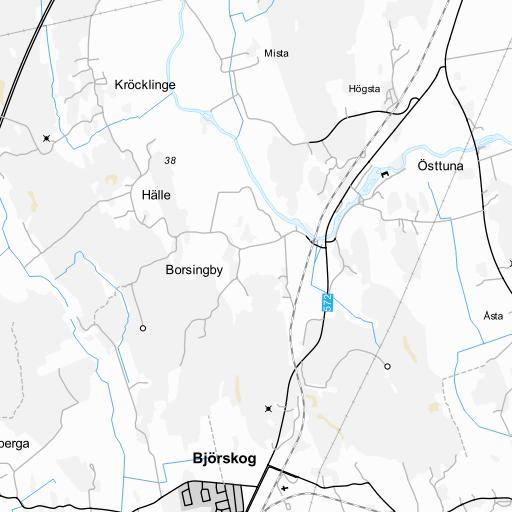 Mista
Kröcklinge
Högsta
38
Östtuna
Hälle
Borsingby
572
Åsta
berga
Björskog